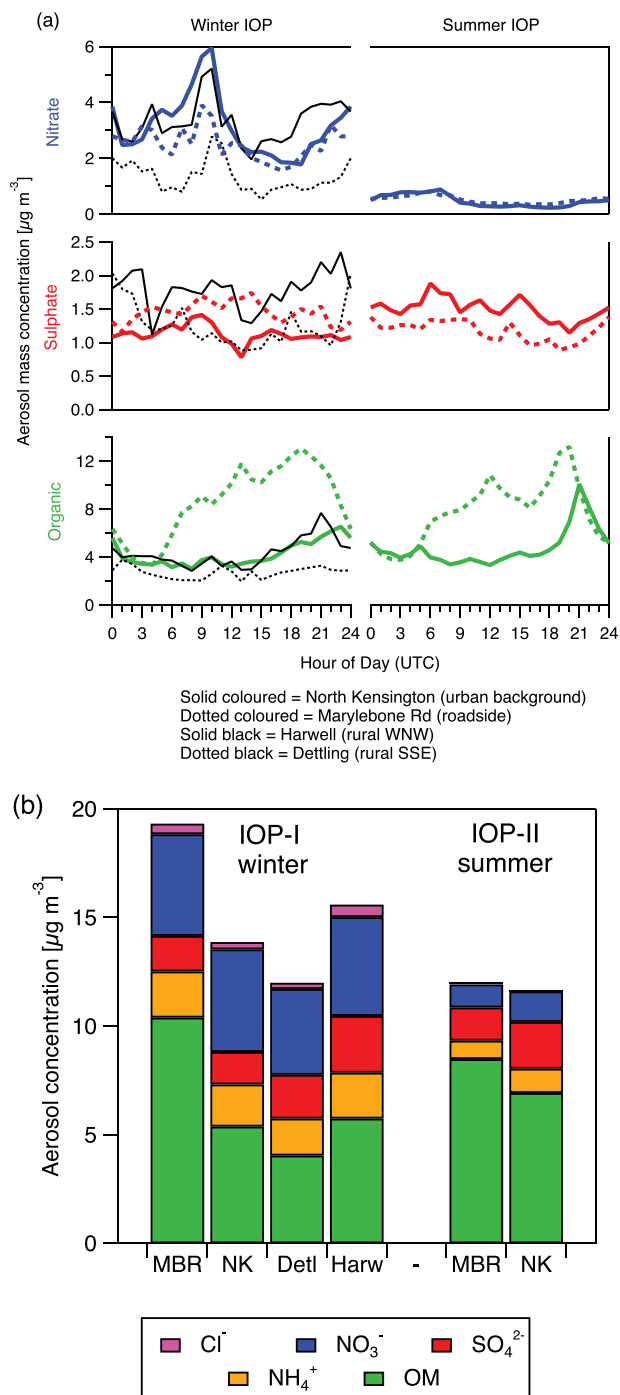 (a)
Winter IOP
Summer IOP
Aerosol mass concentration [µg m-3]
Nitrate
6
4
2
0
Sulphate
2.5
2.0
1.5
1.0
0.5
0.0
Organic
12
8
4
0
0 3 6 9 12 15 18 21 24
0 3 6 9 12 15 18 21 24
Hour of Day (UTC)
Solid coloured = North Kensington (urban background)
Dotted coloured = Marylebone Rd (roadside)
Solid black = Harwell (rural WNW)
Dotted black = Dettling (rural SSE)
(b)
Aerosol concentration [µg m-3]
20
15
10
5
0
IOP-I
winter
IOP-II
summer
MBR NK Detl Harw - MBR NK
Cl- NO3- SO42-
NH4+ OM